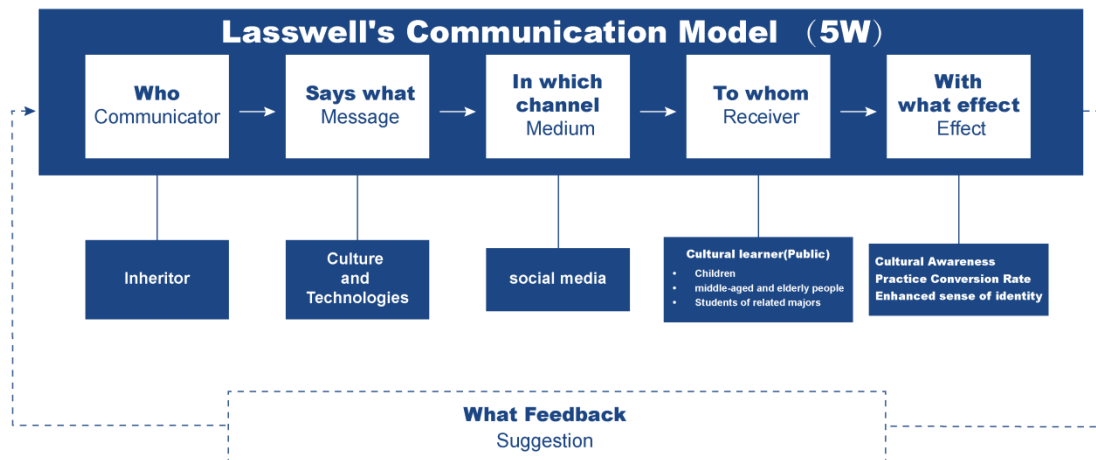 Lasswell's Communication Model （5W）
Who
Communicator
Says what
Message
In which
channel
Medium
To whom
Receiver
With
what effect
Effect
Inheritor
Culture
and
Technologies
social media
Cultural learner(Public)
• Children
• middle-aged and elderly people
• Students of related majors
Cultural Awareness
Practice Conversion Rate
Enhanced sense of identity
What Feedback
Suggestion